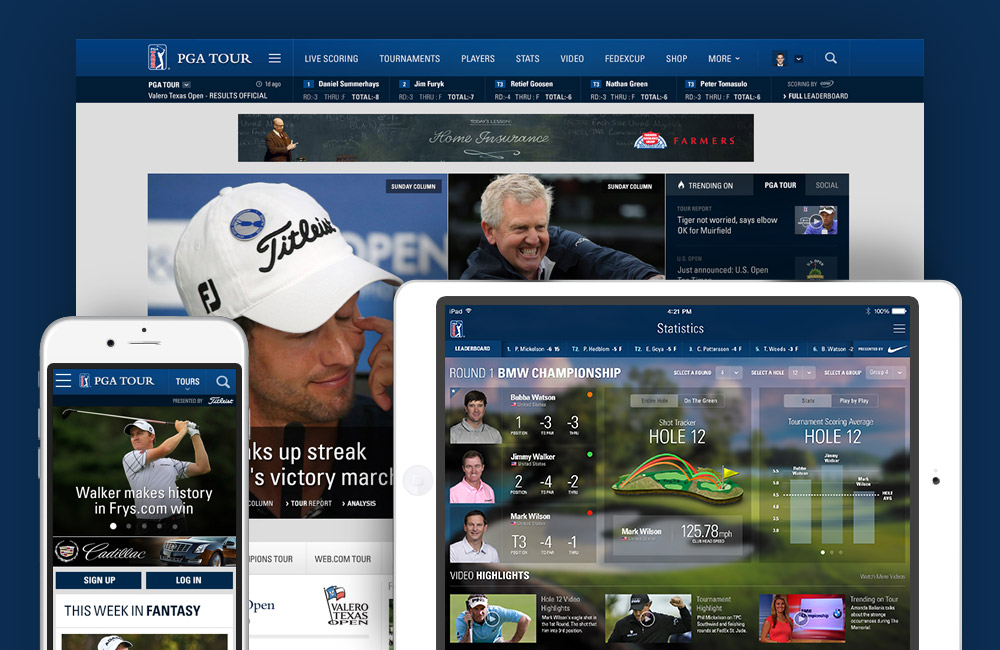 PGA TOUR
LIVE SCORING TOURNAMENTS PLAYERS STATS VIDEO FEDEXCUP SHOP MORE
PGA TOUR 1d ago
Valero Texas Open - RESULTS OFFICIAL
1 Daniel Summerhays
RD:-3 THRU: F TOTAL:-8
2 Jim Furyk
RD:-3 THRU: F TOTAL:-7
T3 Retief Goosen
RD:-4 THRU: F TOTAL:-6
T3 Nathan Green
RD:-3 THRU: F TOTAL:-6
T3 Peter Tomasulo
RD:-3 THRU: F TOTAL:-6
SCORING BY
FULL LEADERBOARD
TODAY'S LESSON:
Home Insurance
FARMERS
SUNDAY COLUMN
SUNDAY COLUMN
Titleist
FJ
OPEN
TRENDING ON PGA TOUR SOCIAL
TOUR REPORT
Tiger not worried, says elbow
OK for Muirfield
U.S. OPEN
Just announced: U.S. Open
Tee Times
ks up streak
's victory march
COLUMN TOUR REPORT ANALYSIS
PIONS TOUR WEB.COM TOUR
Open
VALERO
TEXAS
OPEN
PGA TOUR TOURS
PRESENTED BY Titleist
Walker makes history
in Frys.com win
Cadillac
SIGN UP LOG IN
THIS WEEK IN FANTASY
iPad 4:21 PM 100%
Statistics
LEADERBOARD 1. P. Mickelson -6 15 T2. P. Hedblom -5 F T2. E. Goya -5 F 3. C. Pettersson -4 F 5. T. Weeds -3 F 6. B. Watson -2 PRESENTED BY
ROUND 1 BMW CHAMPIONSHIP
SELECT A ROUND 4 SELECT A HOLE 12 SELECT A GROUP Group 4
Bubba Watson
United States
-1 -3 -3
POSITION TO PAR THRU
Jimmy Walker
United States
2 -4 -2
POSITION TO PAR THRU
Mark Wilson
United States
T3 -4 -1
POSITION TO PAR THRU
Entire Hole On The Green
Shot Tracker
HOLE 12
Mark Wilson 125.78 mph
CLUB HEAD SPEED
Stats Play by Play
Tournament Scoring Average
HOLE 12
Bubba
Watson
Jimmy
Walker
Mark
Wilson
HOLE
AVG
5.5
5.0
4.5
4.0
3.5
3.0
VIDEO HIGHLIGHTS
Watch More Videos
Hole 12 Video
Highlights
Mark Wilson's eagle shot in
the 1st Round. The shot that
him into 3rd position.
Tournament
Highlight
Phil Mickelson on TPC
Southwind and finishing
rounds at FedEx St. Jude.
Trending on Tour
Amanda Balionis talks
about the strong
occurrences during The
Memorial.